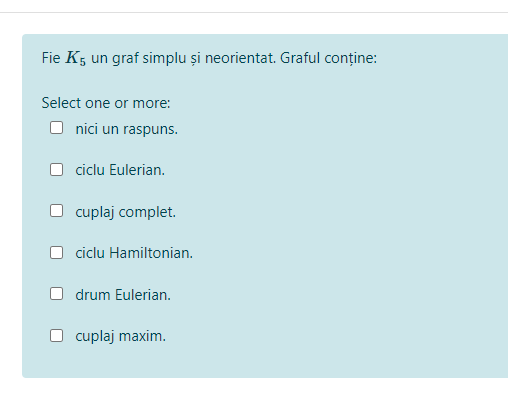 Fie K₅ un graf simplu și neorientat. Graful conține:
Select one or more:
nici un raspuns.
ciclu Eulerian.
cuplaj complet.
ciclu Hamiltonian.
drum Eulerian.
cuplaj maxim.